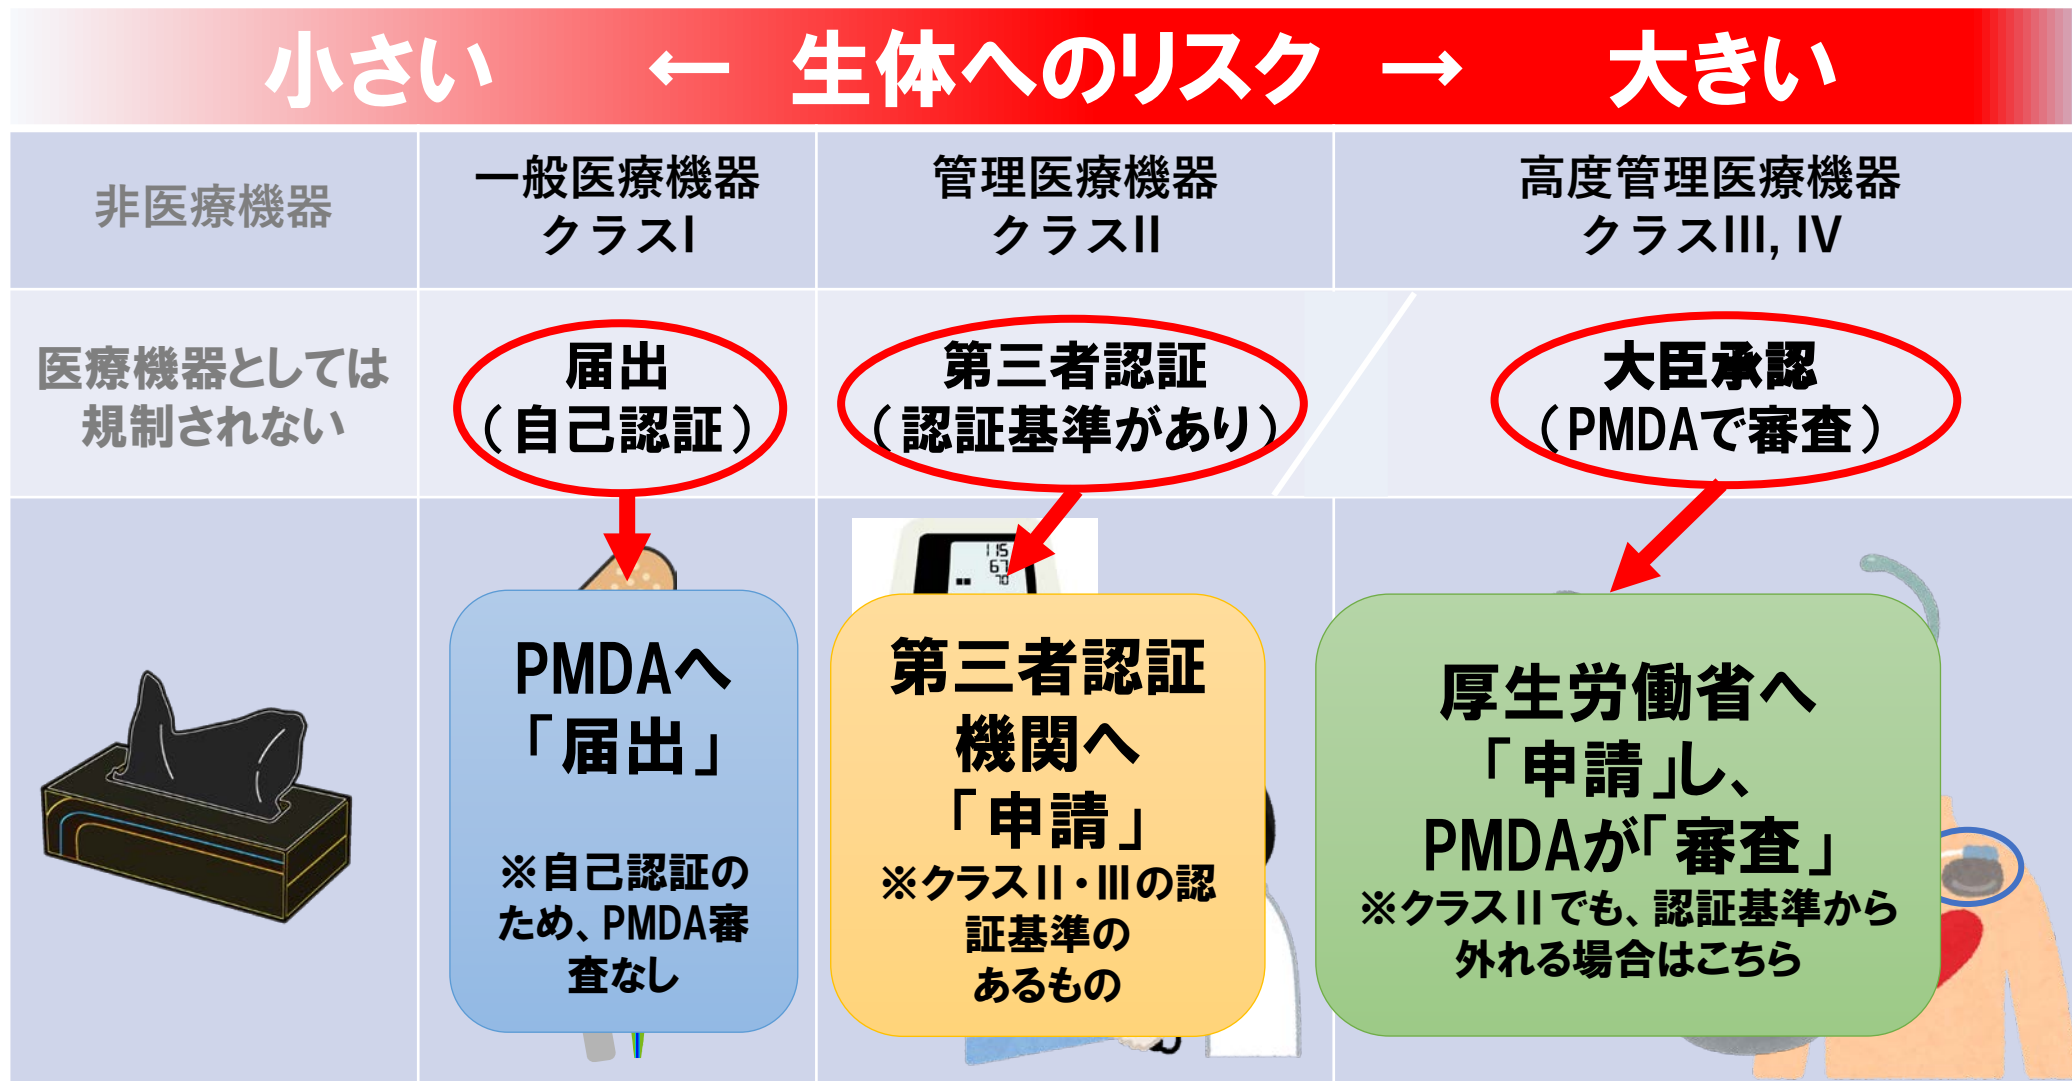 小さい ← 生体へのリスク → 大きい
非医療機器
一般医療機器
クラスI
管理医療機器
クラスII
高度管理医療機器
クラスIII, IV
医療機器としては
規制されない
届出
（自己認証）
第三者認証
（認証基準があり）
大臣承認
（PMDAで審査）
115
67
70
PMDAへ
「届出」
※自己認証の
ため、PMDA審
査なし
第三者認証
機関へ
「申請」
※クラスII・IIIの認
証基準の
あるもの
厚生労働省へ
「申請」し、
PMDAが「審査」
※クラスIIでも、認証基準から
外れる場合はこちら